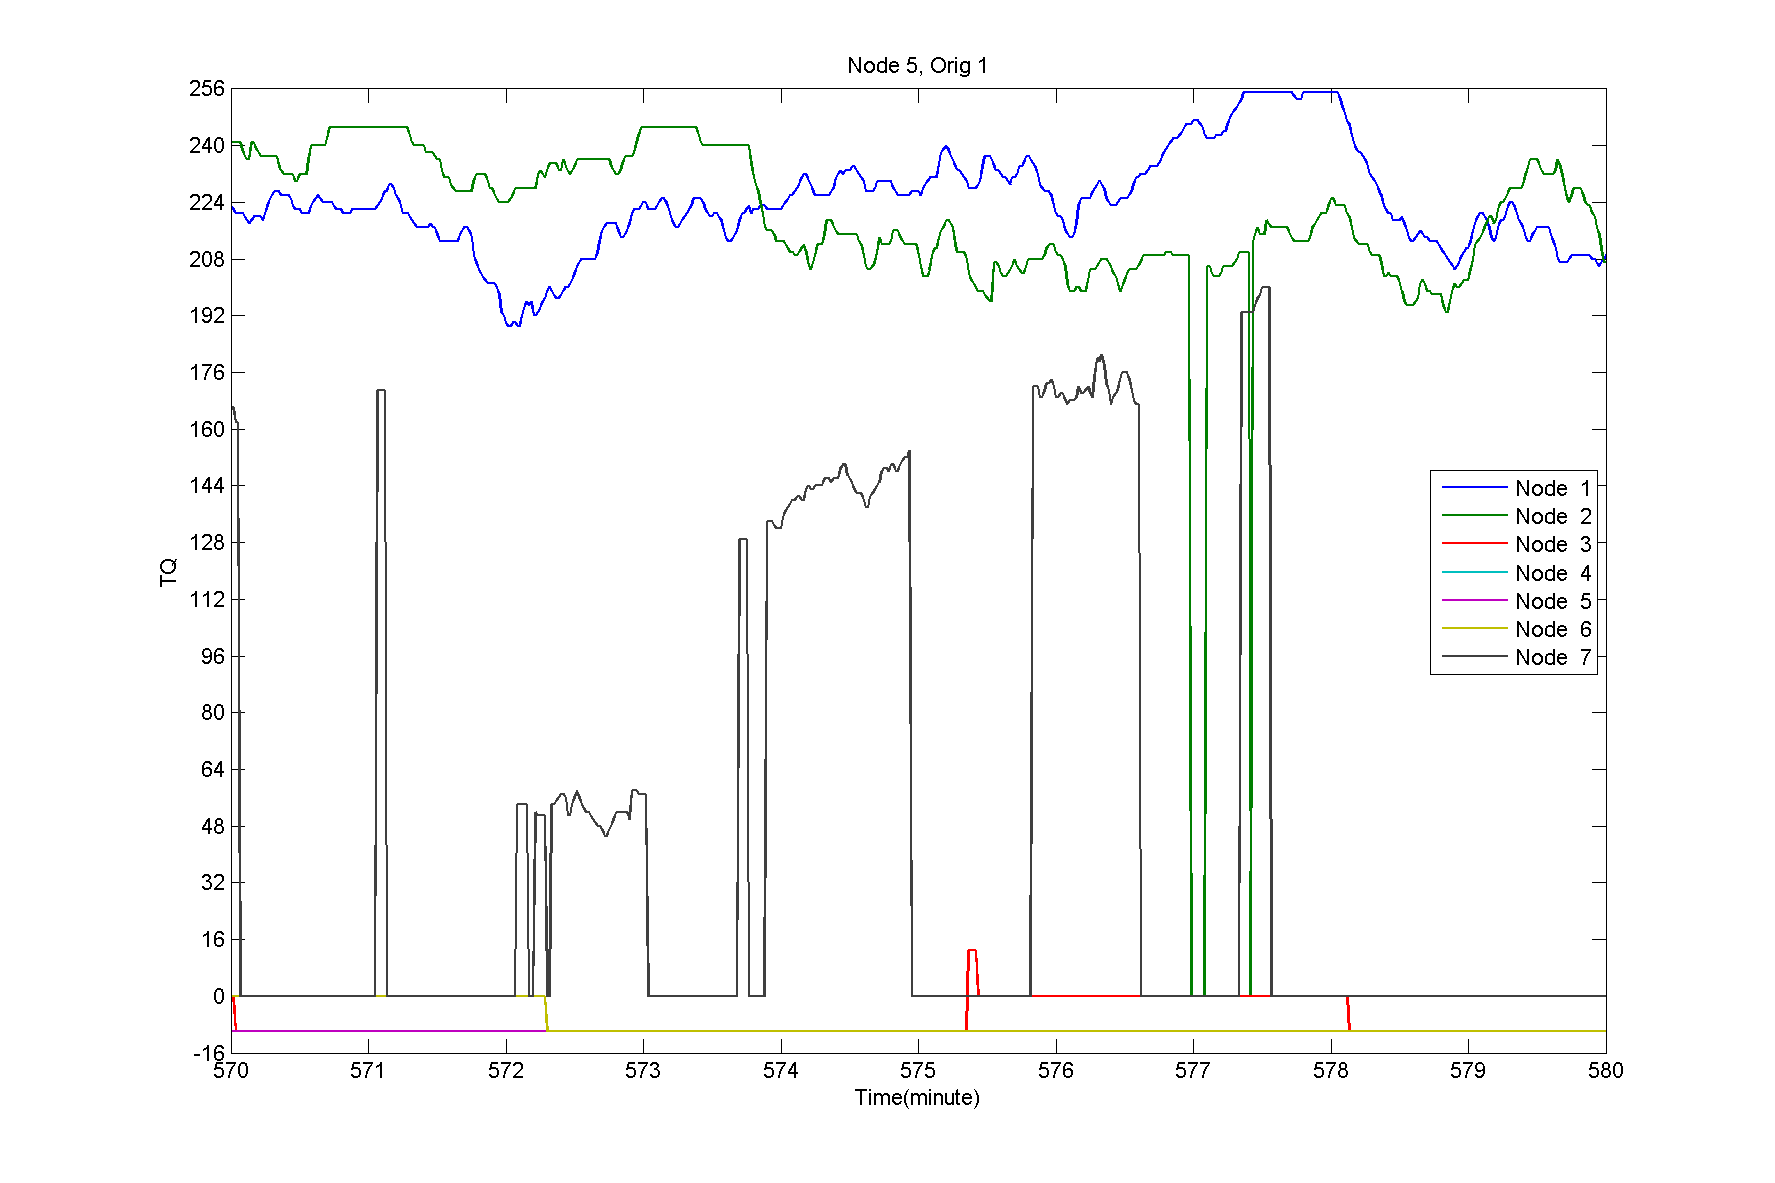 Node 5, Orig 1
256
240
224
208
192
176
160
144
128
112
96
80
64
48
32
16
0
-16
TQ
Node 1
Node 2
Node 3
Node 4
Node 5
Node 6
Node 7
570 571 572 573 574 575 576 577 578 579 580
Time(minute)